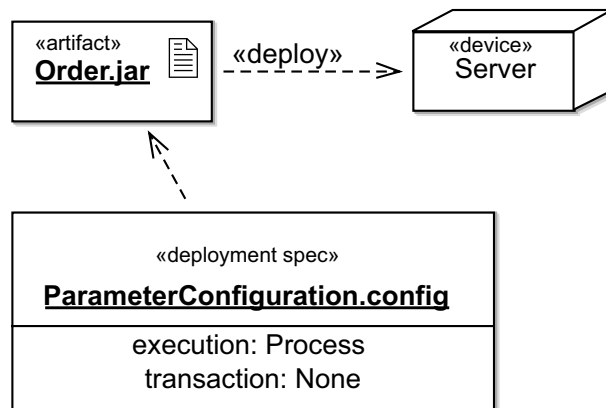 «artifact»
Order.jar
«deploy»
«device»
Server
«deployment spec»
ParameterConfiguration.config
execution: Process
transaction: None